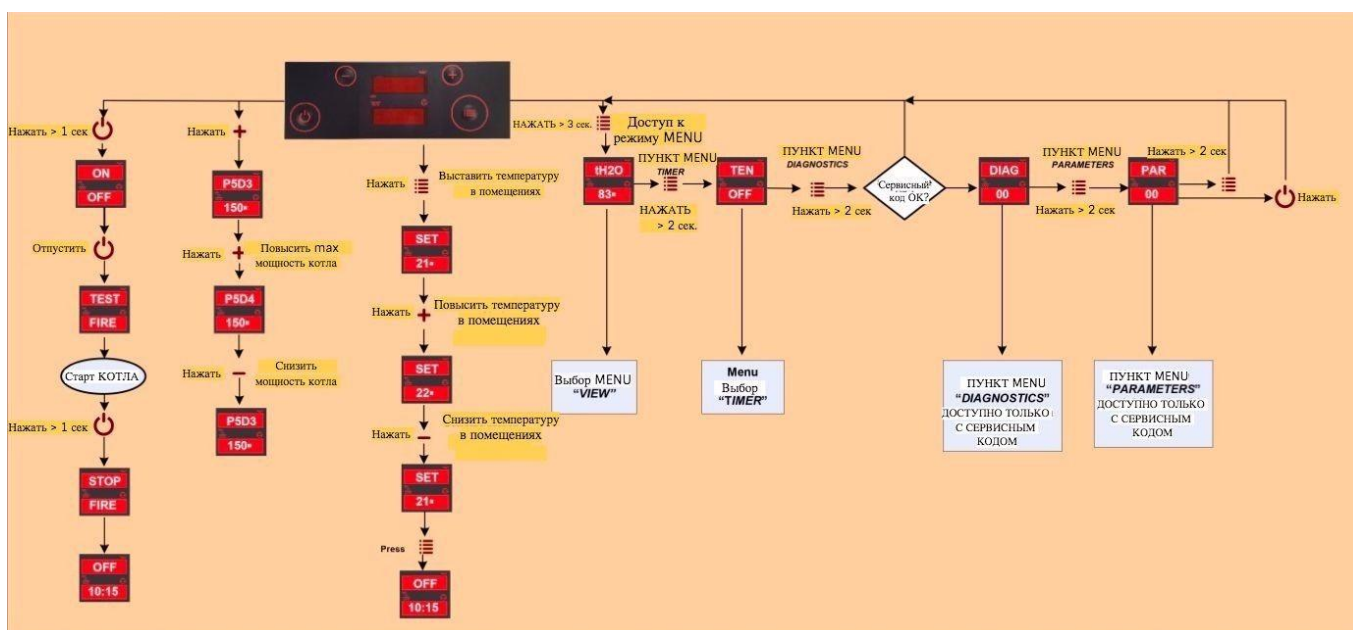 Нажать > 1 сек
ON
OFF
Отпустить
TEST
FIRE
Старт КОТЛА
Нажать > 1 сек
STOP
FIRE
OFF
10:15
Нажать
P5D3
150
Нажать
Повысить max
мощность котла
P5D4
150
Нажать
Снизить
мощность котла
P5D3
150
Нажать
Выставить температуру
в помещениях
SET
21
Нажать
Повысить температуру
в помещениях
SET
22
Нажать
Снизить температуру
в помещениях
SET
21
Press
OFF
10:15
НАЖАТЬ > 3 сек.
Доступ к
режиму MENU
tH2O
83
ПУНКТ MENU
TIMER
НАЖАТЬ
> 2 сек.
Выбор MENU
“VIEW”
TEN
OFF
Menu
Выбор
“TIMER”
ПУНКТ MENU
DIAGNOSTICS
Нажать > 2 сек
"Сервисный"
код OK?
DIAG
00
ПУНКТ MENU
“DIAGNOSTICS”
ДОСТУПНО ТОЛЬКО
С СЕРВИСНЫМ
КОДОМ
ПУНКТ MENU
PARAMETERS
Нажать > 2 сек
PAR
00
ПУНКТ MENU
“PARAMETERS”
ДОСТУПНО ТОЛЬКО
С СЕРВИСНЫМ
КОДОМ
Нажать > 2 сек
Нажать